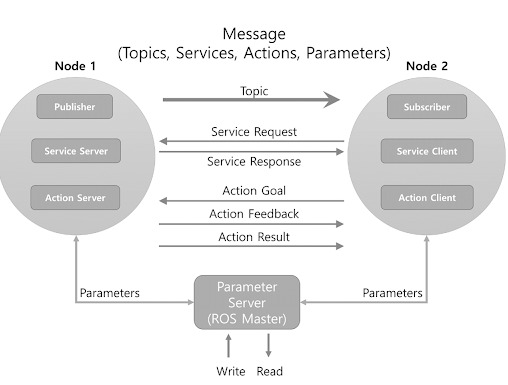 Message
(Topics, Services, Actions, Parameters)
Node 1
Node 2
Publisher
Topic
Subscriber
Service Request
Service Server
Service Client
Service Response
Action Goal
Action Server
Action Client
Action Feedback
Action Result
Parameters
Parameter
Server
(ROS Master)
Parameters
Write
Read